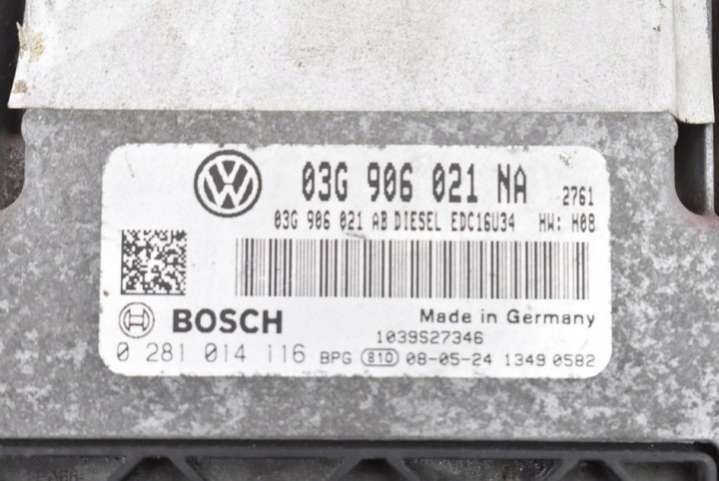 03G 906 021 NA 2761
03G 906 021 AB DIESEL EDC16U34 HW: H08
BOSCH Made in Germany
1039S27346
0 281 014 116 BPG 810 08-05-24 1349 0582